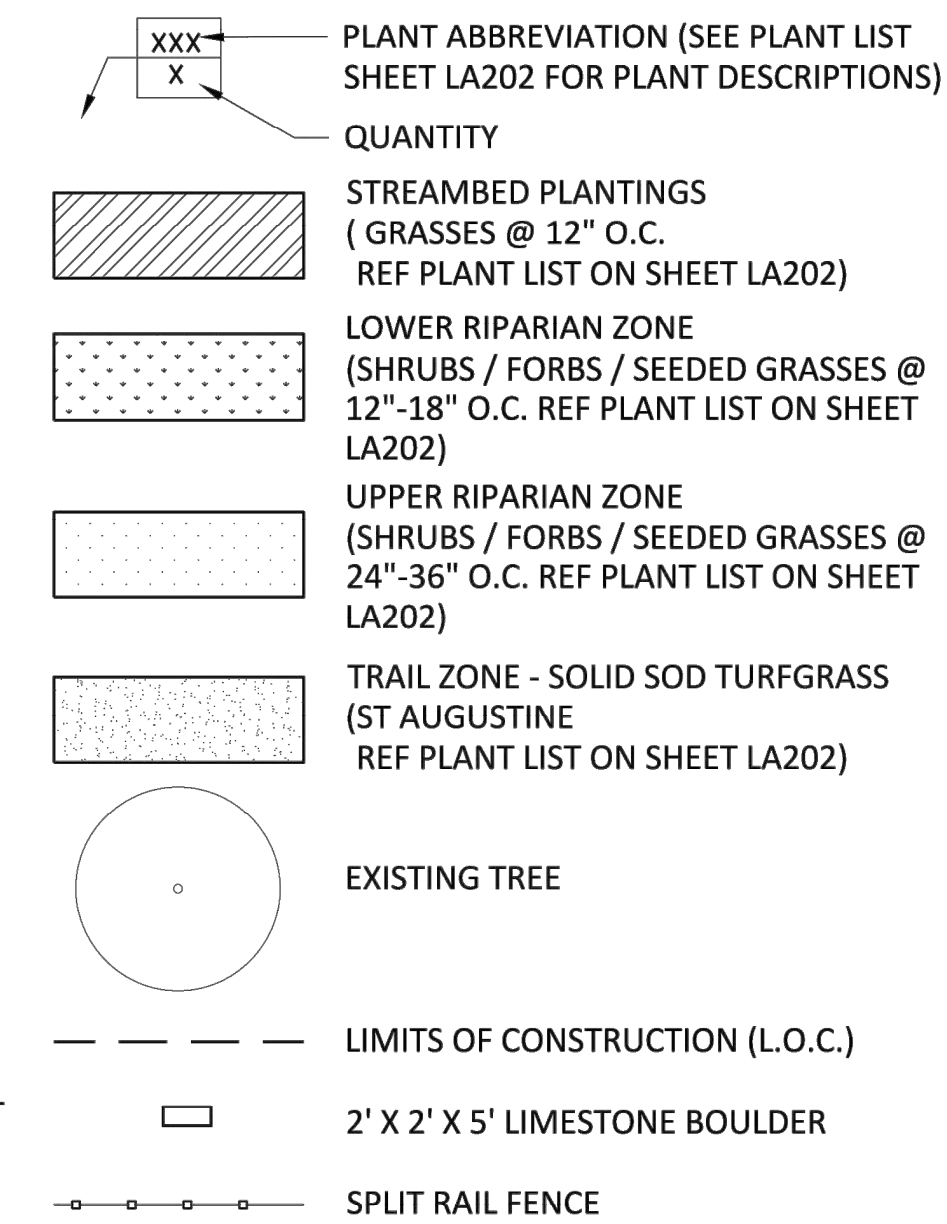 XXX
X
PLANT ABBREVIATION (SEE PLANT LIST
SHEET LA202 FOR PLANT DESCRIPTIONS)
QUANTITY
STREAMBED PLANTINGS
( GRASSES @ 12" O.C.
REF PLANT LIST ON SHEET LA202)
LOWER RIPARIAN ZONE
(SHRUBS / FORBS / SEEDED GRASSES @
12"-18" O.C. REF PLANT LIST ON SHEET
LA202)
UPPER RIPARIAN ZONE
(SHRUBS / FORBS / SEEDED GRASSES @
24"-36" O.C. REF PLANT LIST ON SHEET
LA202)
TRAIL ZONE - SOLID SOD TURFGRASS
(ST AUGUSTINE
REF PLANT LIST ON SHEET LA202)
EXISTING TREE
LIMITS OF CONSTRUCTION (L.O.C.)
2' X 2' X 5' LIMESTONE BOULDER
SPLIT RAIL FENCE